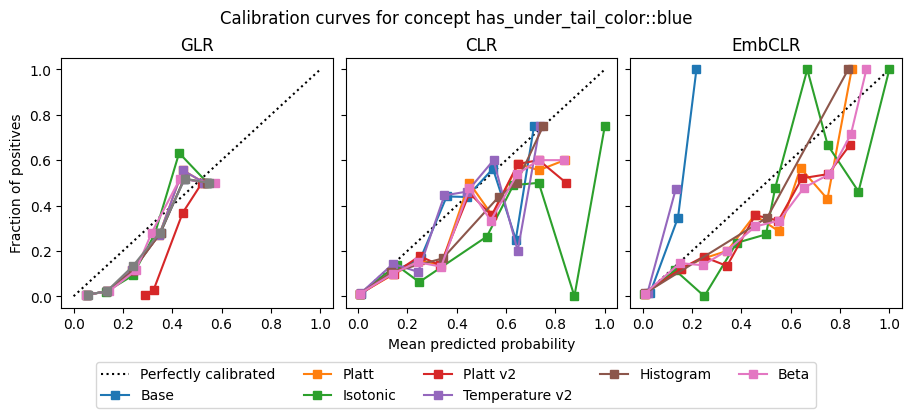 Calibration curves for concept has_under_tail_color::blue
GLR
CLR
EmbCLR
Fraction of positives
1.0
0.8
0.6
0.4
0.2
0.0
0.0 0.2 0.4 0.6 0.8 1.0
0.0 0.2 0.4 0.6 0.8 1.0
0.0 0.2 0.4 0.6 0.8 1.0
Mean predicted probability
Perfectly calibrated
Base
Platt
Isotonic
Platt v2
Temperature v2
Histogram
Beta